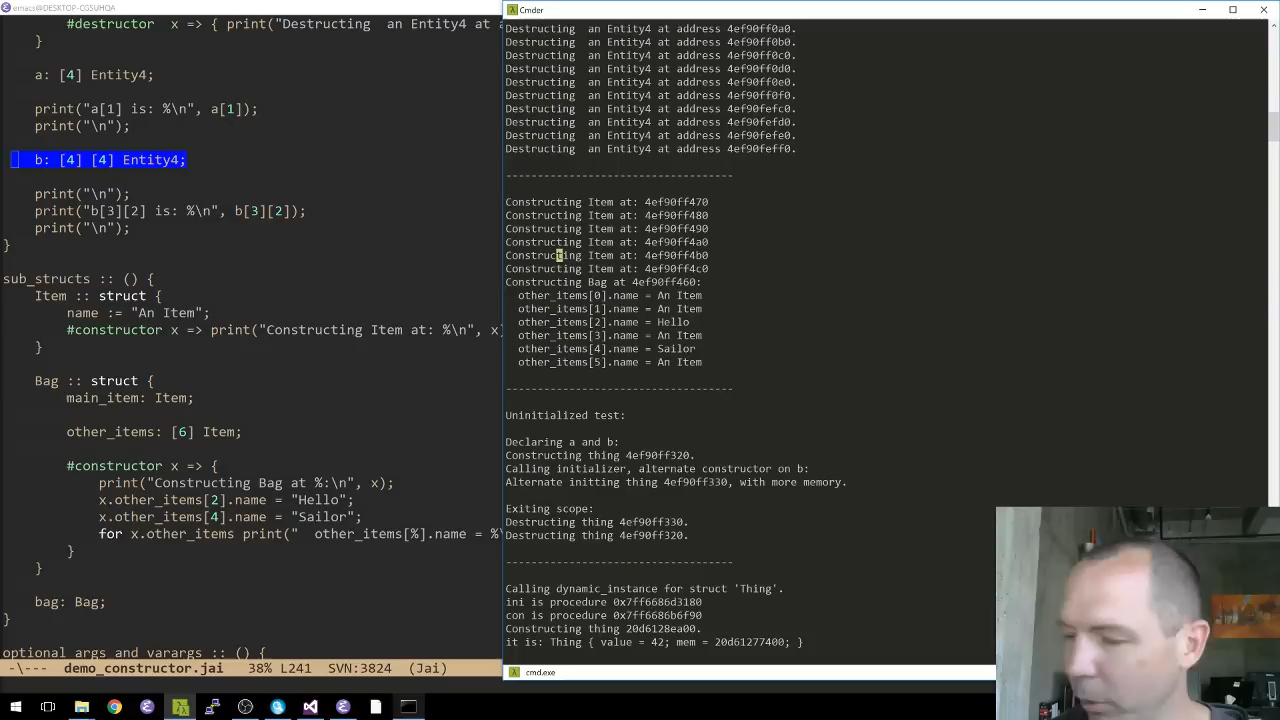 emacs@DESKTOP-CGSUHQA
#destructor x => { print("Destructing  an Entity4 at a
}
a: [4] Entity4;
print("a[1] is: %\n", a[1]);
print("\n");
b: [4] [4] Entity4;
print("\n");
print("b[3][2] is: %\n", b[3][2]);
print("\n");
}
sub_structs :: () {
Item :: struct {
name := "An Item";
#constructor x => print("Constructing Item at: %\n", x)
}
Bag :: struct {
main_item: Item;
other_items: [6] Item;
#constructor x => {
print("Constructing Bag at %:\n", x);
x.other_items[2].name = "Hello";
x.other_items[4].name = "Sailor";
for x.other_items print("  other_items[%].name = %\
}
}
bag: Bag;
}
optional_args_and_varargs :: () {
-\---  demo_constructor.jai  38% L241  SVN:3824  (Jai)
Cmder
Destructing  an Entity4 at address 4ef90ff0a0.
Destructing  an Entity4 at address 4ef90ff0b0.
Destructing  an Entity4 at address 4ef90ff0c0.
Destructing  an Entity4 at address 4ef90ff0d0.
Destructing  an Entity4 at address 4ef90ff0e0.
Destructing  an Entity4 at address 4ef90ff0f0.
Destructing  an Entity4 at address 4ef90fefc0.
Destructing  an Entity4 at address 4ef90fefd0.
Destructing  an Entity4 at address 4ef90fefe0.
Destructing  an Entity4 at address 4ef90feff0.
------------------------------------
Constructing Item at: 4ef90ff470
Constructing Item at: 4ef90ff480
Constructing Item at: 4ef90ff490
Constructing Item at: 4ef90ff4a0
Constructing Item at: 4ef90ff4b0
Constructing Item at: 4ef90ff4c0
Constructing Bag at 4ef90ff460:
other_items[0].name = An Item
other_items[1].name = An Item
other_items[2].name = Hello
other_items[3].name = An Item
other_items[4].name = Sailor
other_items[5].name = An Item
------------------------------------
Uninitialized test:
Declaring a and b:
Constructing thing 4ef90ff320.
Calling initializer, alternate constructor on b:
Alternate initting thing 4ef90ff330, with more memory.
Exiting scope:
Destructing thing 4ef90ff330.
Destructing thing 4ef90ff320.
------------------------------------
Calling dynamic_instance for struct 'Thing'.
ini is procedure 0x7ff6686d3180
con is procedure 0x7ff6686b6f90
Constructing thing 20d6128ea00.
it is: Thing { value = 42; mem = 20d61277400; }
cmd.exe